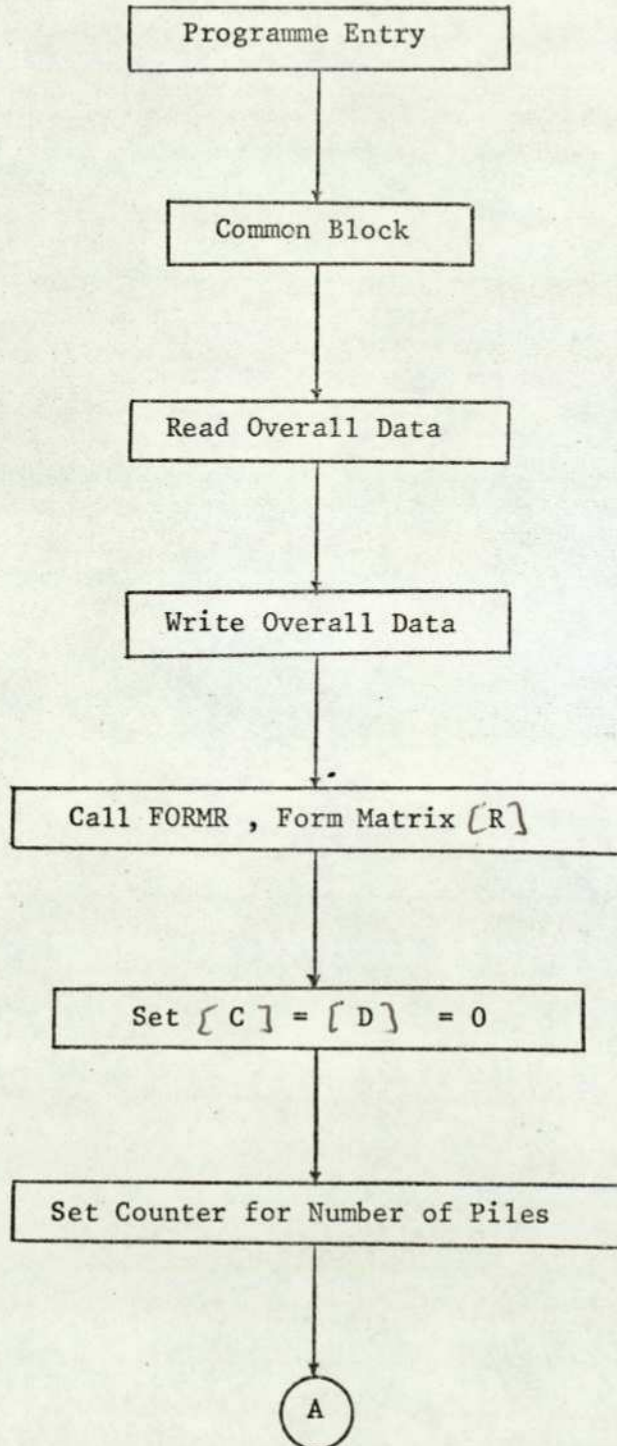 Programme Entry
Common Block
Read Overall Data
Write Overall Data
Call FORMR , Form Matrix [R]
Set [ C ] = [ D ] = 0
Set Counter for Number of Piles
A